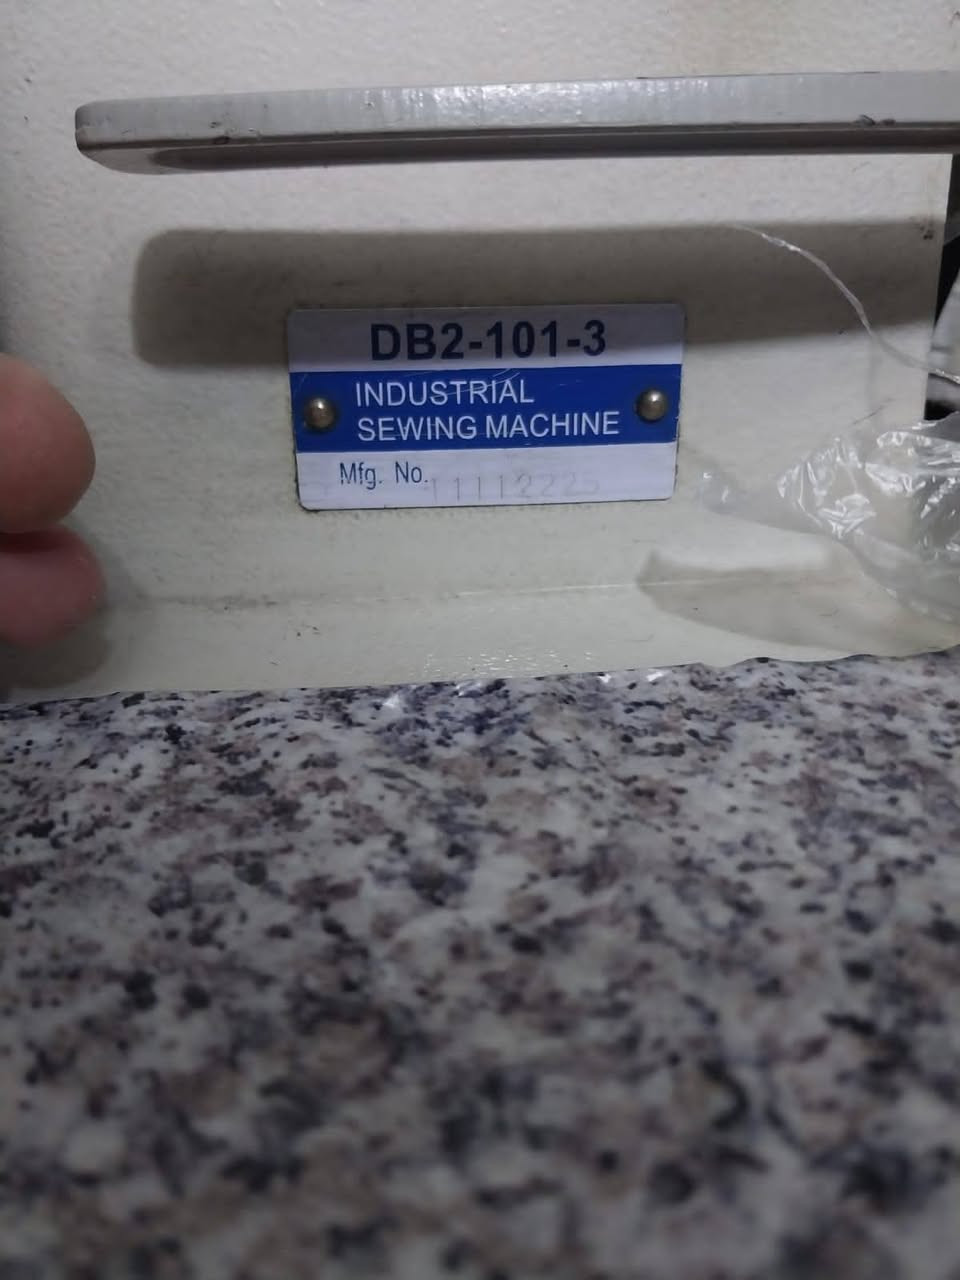 DB2-101-3
INDUSTRIAL
SEWING MACHINE
Mfg. No. 11112225